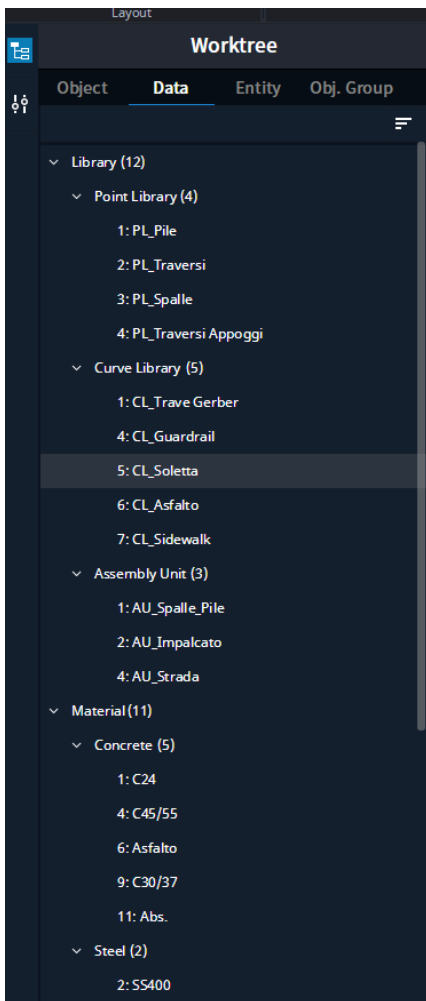 Layout
Worktree
Object Data Entity Obj. Group
Library (12)
Point Library (4)
1: PL_Pile
2: PL_Traversi
3: PL_Spalle
4: PL_Traversi Appoggi
Curve Library (5)
1: CL_Trave Gerber
4: CL_Guardrail
5: CL_Soletta
6: CL_Asfalto
7: CL_Sidewalk
Assembly Unit (3)
1: AU_Spalle_Pile
2: AU_Impalcato
4: AU_Strada
Material (11)
Concrete (5)
1: C24
4: C45/55
6: Asfalto
9: C30/37
11: Abs.
Steel (2)
2: SS400